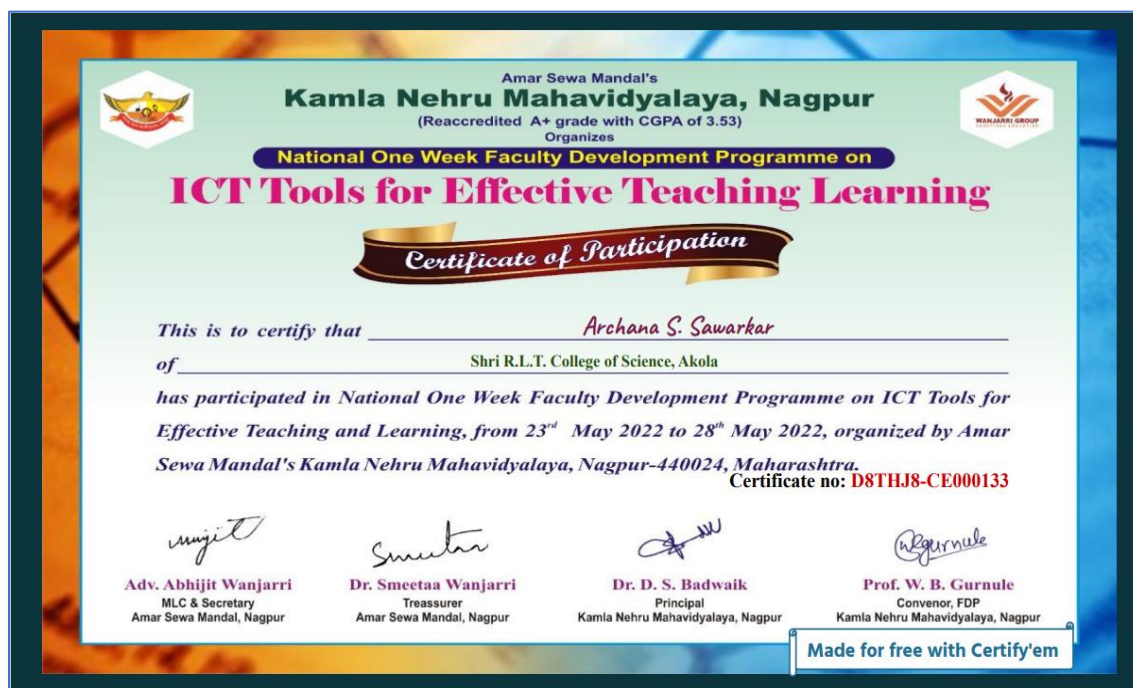 Amar Sewa Mandal's
Kamla Nehru Mahavidyalaya, Nagpur
(Reaccredited A+ grade with CGPA of 3.53)
Organizes
National One Week Faculty Development Programme on
ICT Tools for Effective Teaching Learning
Certificate of Participation
WANJARRI GROUP
This is to certify that Archana S. Sawarkar
of Shri R.L.T. College of Science, Akola
has participated in National One Week Faculty Development Programme on ICT Tools for
Effective Teaching and Learning, from 23rd May 2022 to 28th May 2022, organized by Amar
Sewa Mandal's Kamla Nehru Mahavidyalaya, Nagpur-440024, Maharashtra.
Certificate no: D8THJ8-CE000133
Adv. Abhijit Wanjarri
MLC & Secretary
Amar Sewa Mandal, Nagpur
Dr. Smeetaa Wanjarri
Treassurer
Amar Sewa Mandal, Nagpur
Dr. D. S. Badwaik
Principal
Kamla Nehru Mahavidyalaya, Nagpur
Prof. W. B. Gurnule
Convenor, FDP
Kamla Nehru Mahavidyalaya, Nagpur
Made for free with Certify'em